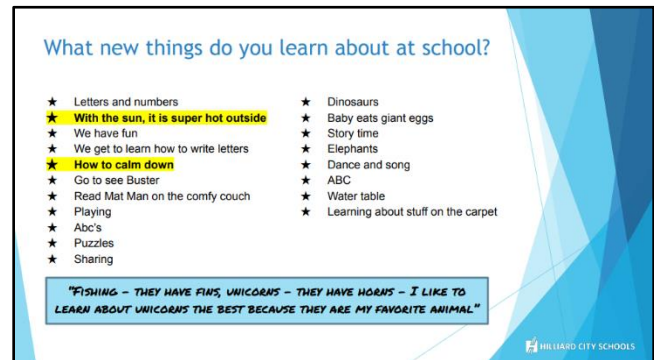 What new things do you learn about at school?
★ Letters and numbers
★ With the sun, it is super hot outside
★ We have fun
★ We get to learn how to write letters
★ How to calm down
★ Go to see Buster
★ Read Mat Man on the comfy couch
★ Playing
★ Abc's
★ Puzzles
★ Sharing
★ Dinosaurs
★ Baby eats giant eggs
★ Story time
★ Elephants
★ Dance and song
★ ABC
★ Water table
★ Learning about stuff on the carpet
"FISHING – THEY HAVE FINS, UNICORNS – THEY HAVE HORNS – I LIKE TO
LEARN ABOUT UNICORNS THE BEST BECAUSE THEY ARE MY FAVORITE ANIMAL"
HILLIARD CITY SCHOOLS